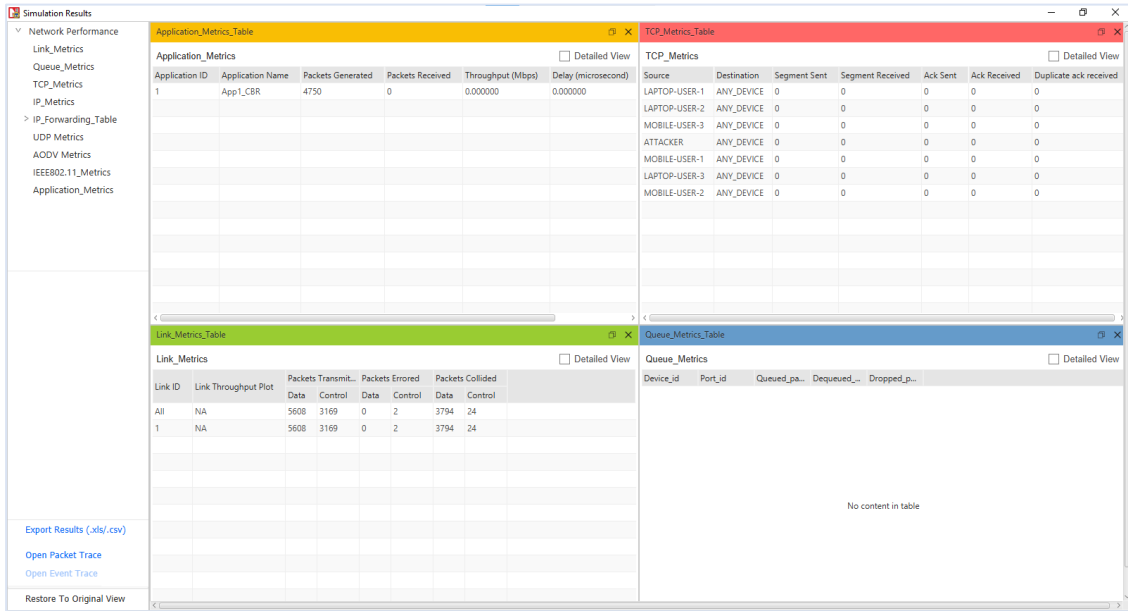 Simulation Results
Network Performance
Link_Metrics
Queue_Metrics
TCP_Metrics
IP_Metrics
IP_Forwarding_Table
UDP Metrics
AODV Metrics
IEEE802.11_Metrics
Application_Metrics
Export Results (.xls/.csv)
Open Packet Trace
Open Event Trace
Restore To Original View
Application_Metrics_Table
Application_Metrics Detailed View
Application ID Application Name Packets Generated Packets Received Throughput (Mbps) Delay (microsecond)
1 App1_CBR 4750 0 0.000000 0.000000
TCP_Metrics_Table
TCP_Metrics Detailed View
Source Destination Segment Sent Segment Received Ack Sent Ack Received Duplicate ack received
LAPTOP-USER-1 ANY_DEVICE 0 0 0 0 0
LAPTOP-USER-2 ANY_DEVICE 0 0 0 0 0
MOBILE-USER-3 ANY_DEVICE 0 0 0 0 0
ATTACKER ANY_DEVICE 0 0 0 0 0
MOBILE-USER-1 ANY_DEVICE 0 0 0 0 0
LAPTOP-USER-3 ANY_DEVICE 0 0 0 0 0
MOBILE-USER-2 ANY_DEVICE 0 0 0 0 0
Link_Metrics_Table
Link_Metrics Detailed View
Link ID Link Throughput Plot Packets Transmit... Packets Errored Packets Collided
Data Control Data Control Data Control
All NA 5608 3169 0 2 3794 24
1 NA 5608 3169 0 2 3794 24
Queue_Metrics_Table
Queue_Metrics Detailed View
Device_id Port_id Queued_pa... Dequeued_... Dropped_p...
No content in table